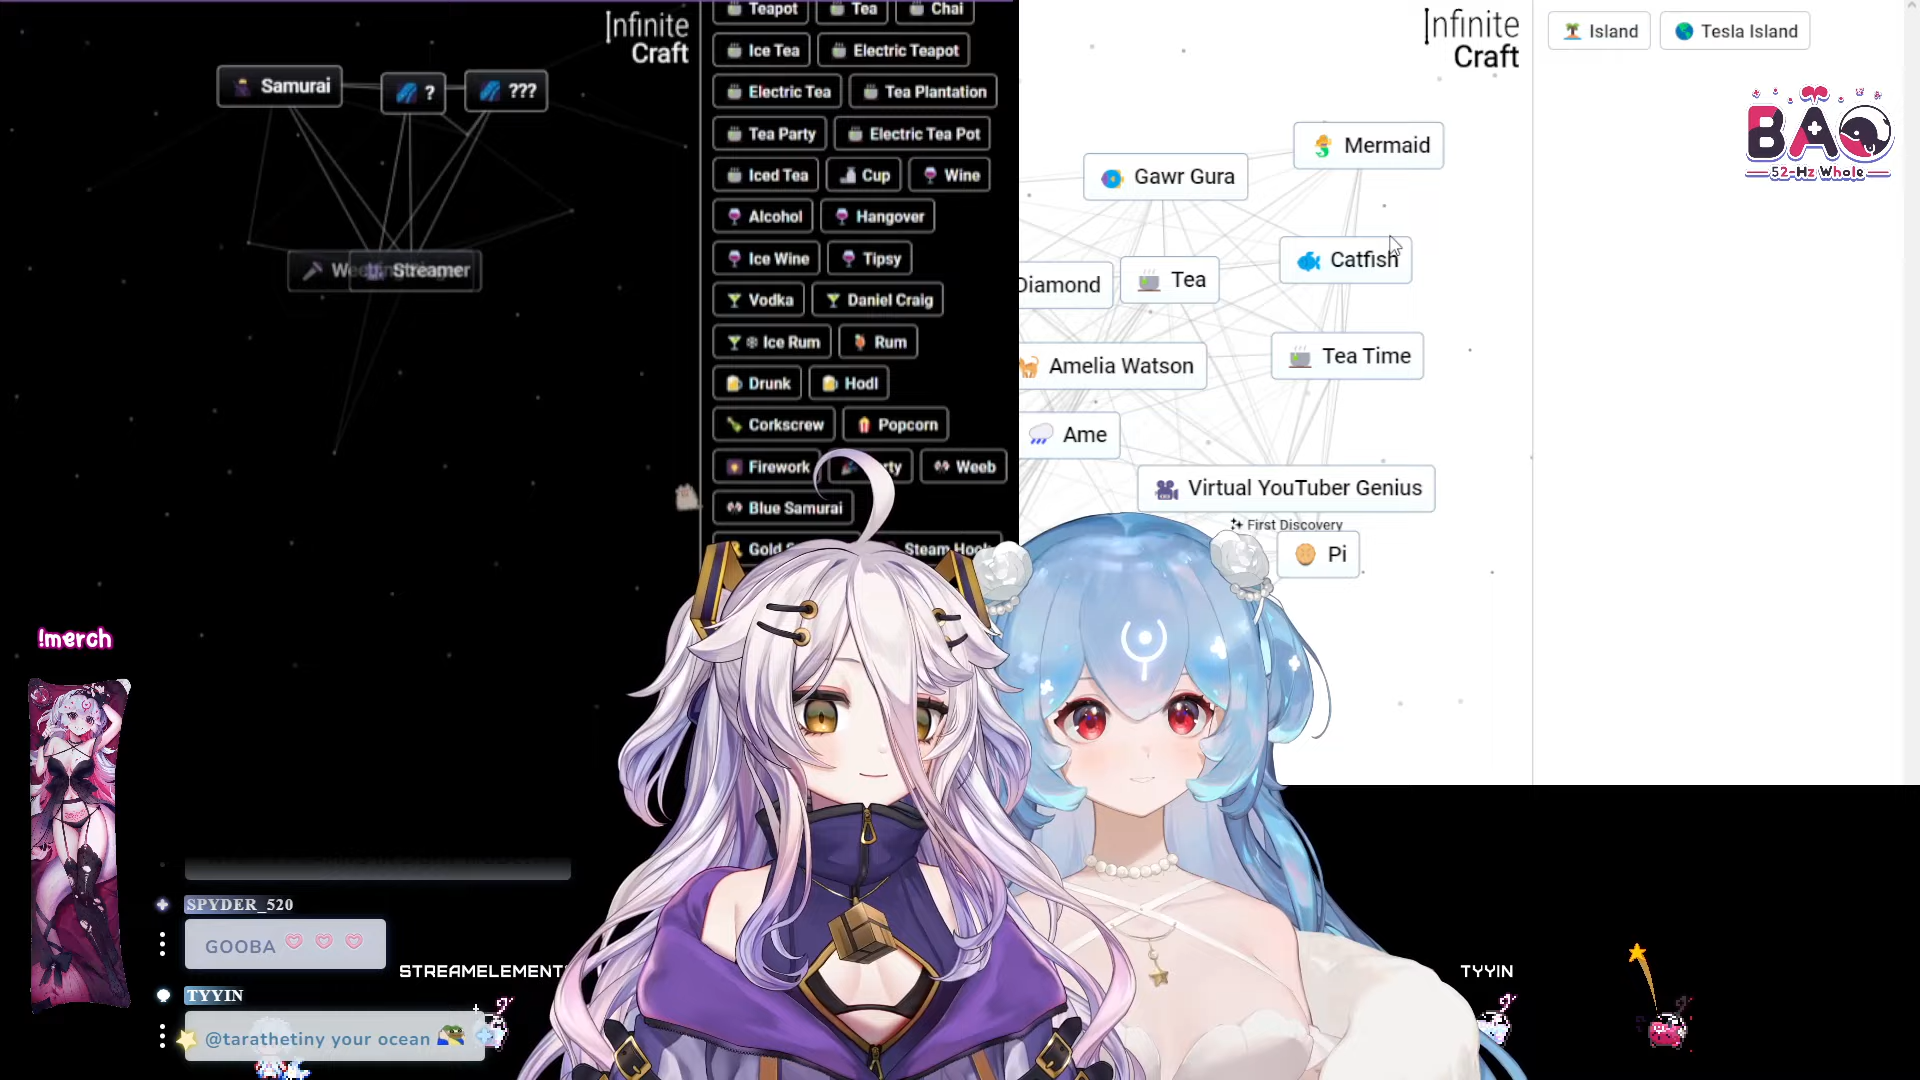 Infinite
Craft
Samurai
?
???
Streamer
Teapot
Tea
Chai
Ice Tea
Electric Teapot
Electric Tea
Tea Plantation
Tea Party
Electric Tea Pot
Iced Tea
Cup
Wine
Alcohol
Hangover
Ice Wine
Tipsy
Vodka
Daniel Craig
Ice Rum
Rum
Drunk
Hodl
Corkscrew
Popcorn
Firework
Weeb
Blue Samurai
Gold
Steam Hook
Infinite
Craft
Mermaid
Gawr Gura
Catfish
Diamond
Tea
Tea Time
Amelia Watson
Ame
Virtual YouTuber Genius
First Discovery
Pi
Island
Tesla Island
BAO
52-Hz Whole
!merch
SPYDER_520
GOOBA
STREAMELEMENT
TYYIN
@tarathetiny your ocean
TYYIN